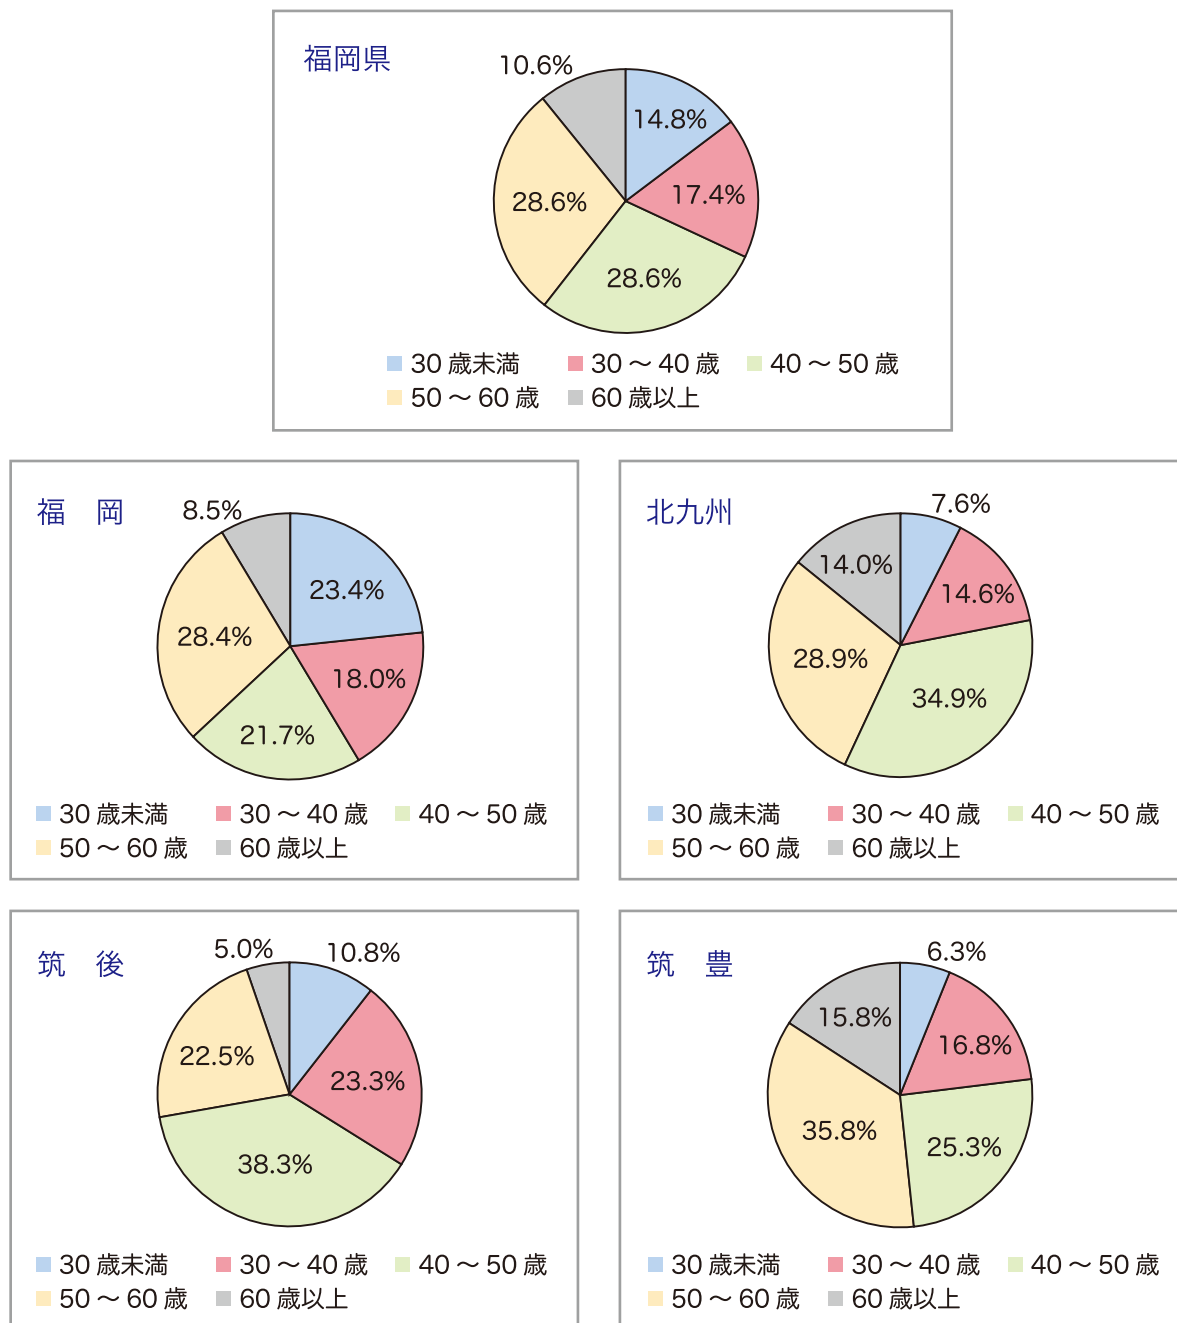 福岡県
10.6%
14.8%
17.4%
28.6%
28.6%
30 歳未満 30 ～ 40 歳 40 ～ 50 歳
50 ～ 60 歳 60 歳以上
福　岡
8.5%
23.4%
28.4%
18.0%
21.7%
30 歳未満 30 ～ 40 歳 40 ～ 50 歳
50 ～ 60 歳 60 歳以上
北九州
7.6%
14.0%
14.6%
28.9%
34.9%
30 歳未満 30 ～ 40 歳 40 ～ 50 歳
50 ～ 60 歳 60 歳以上
筑　後
5.0%
10.8%
22.5%
23.3%
38.3%
30 歳未満 30 ～ 40 歳 40 ～ 50 歳
50 ～ 60 歳 60 歳以上
筑　豊
6.3%
15.8%
16.8%
35.8%
25.3%
30 歳未満 30 ～ 40 歳 40 ～ 50 歳
50 ～ 60 歳 60 歳以上